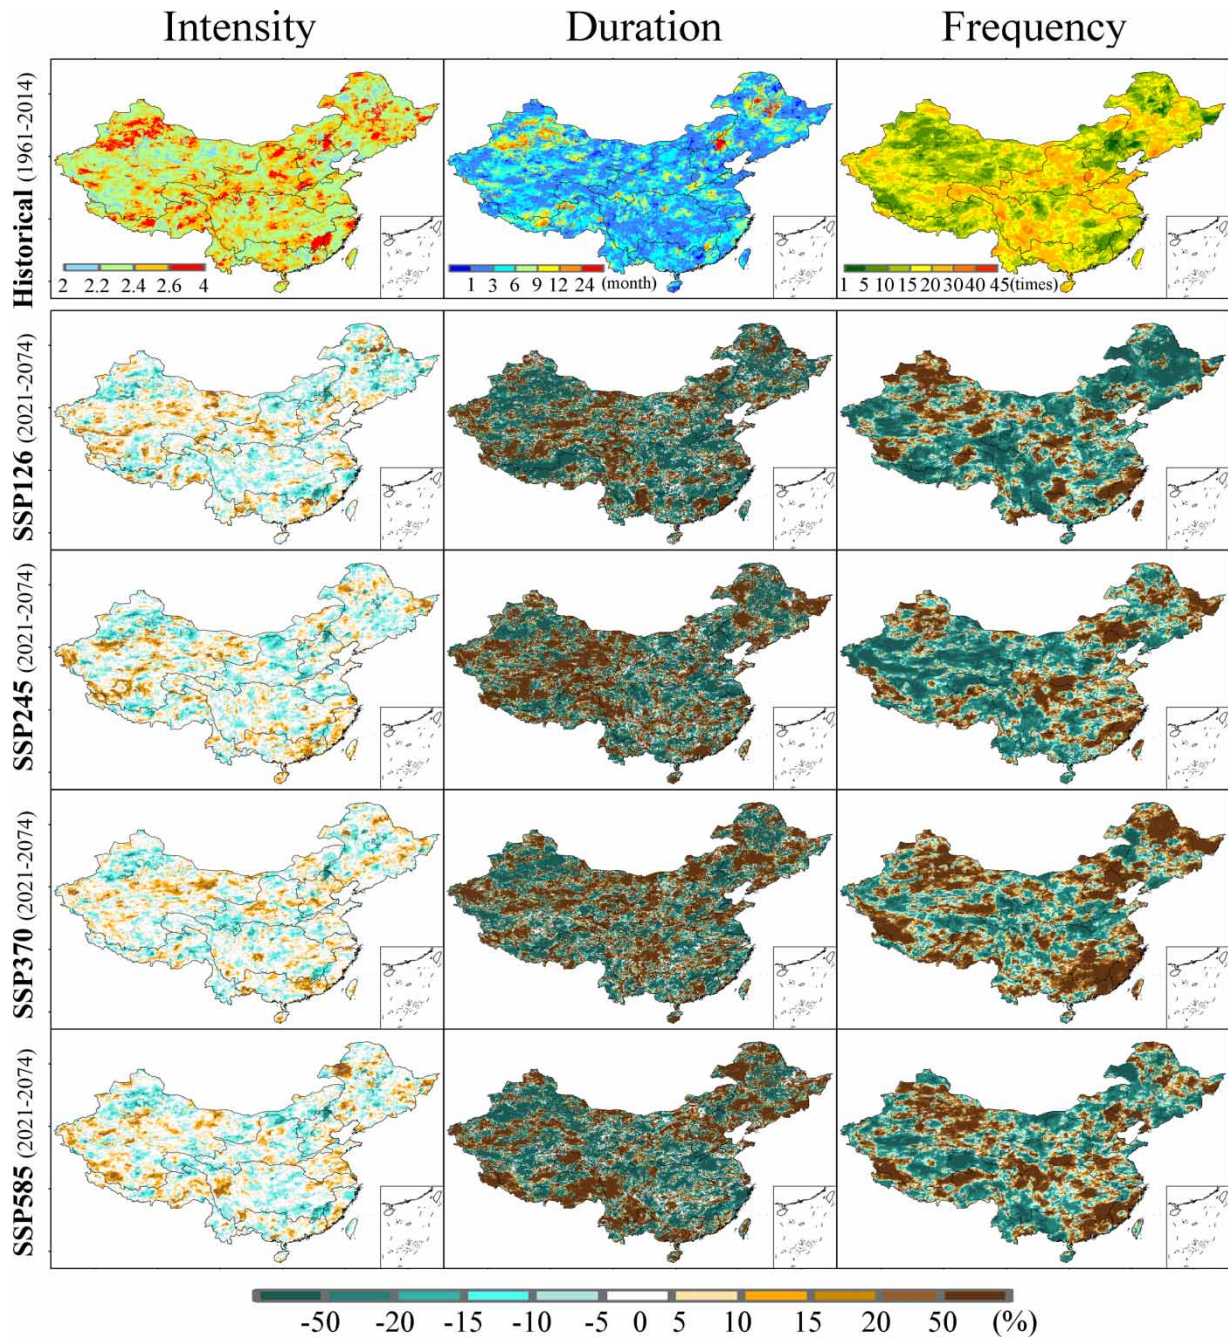 Intensity Duration Frequency
Historical (1961-2014)
2 2.2 2.4 2.6 4
1 3 6 9 12 24 (month)
1 5 10 15 20 30 40 45(times)
SSP126 (2021-2074)
SSP245 (2021-2074)
SSP370 (2021-2074)
SSP585 (2021-2074)
-50 -20 -15 -10 -5 0 5 10 15 20 50 (%)